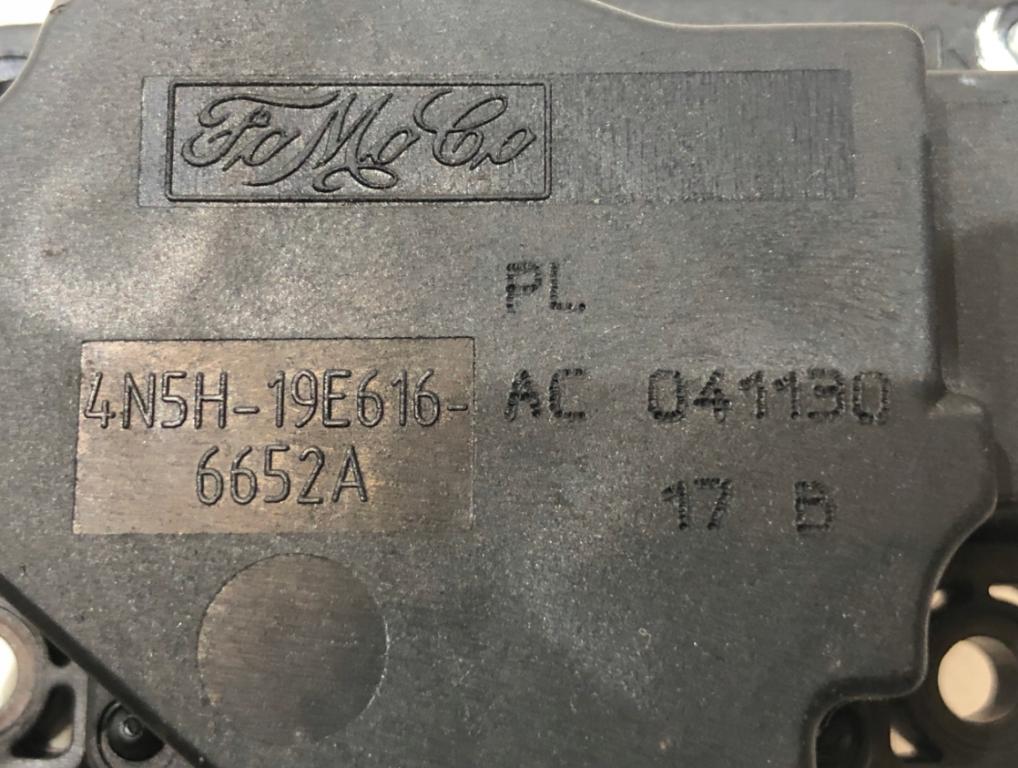 FoMoCo
PL
4N5H-19E616-
6652A
AC 041130
17 B